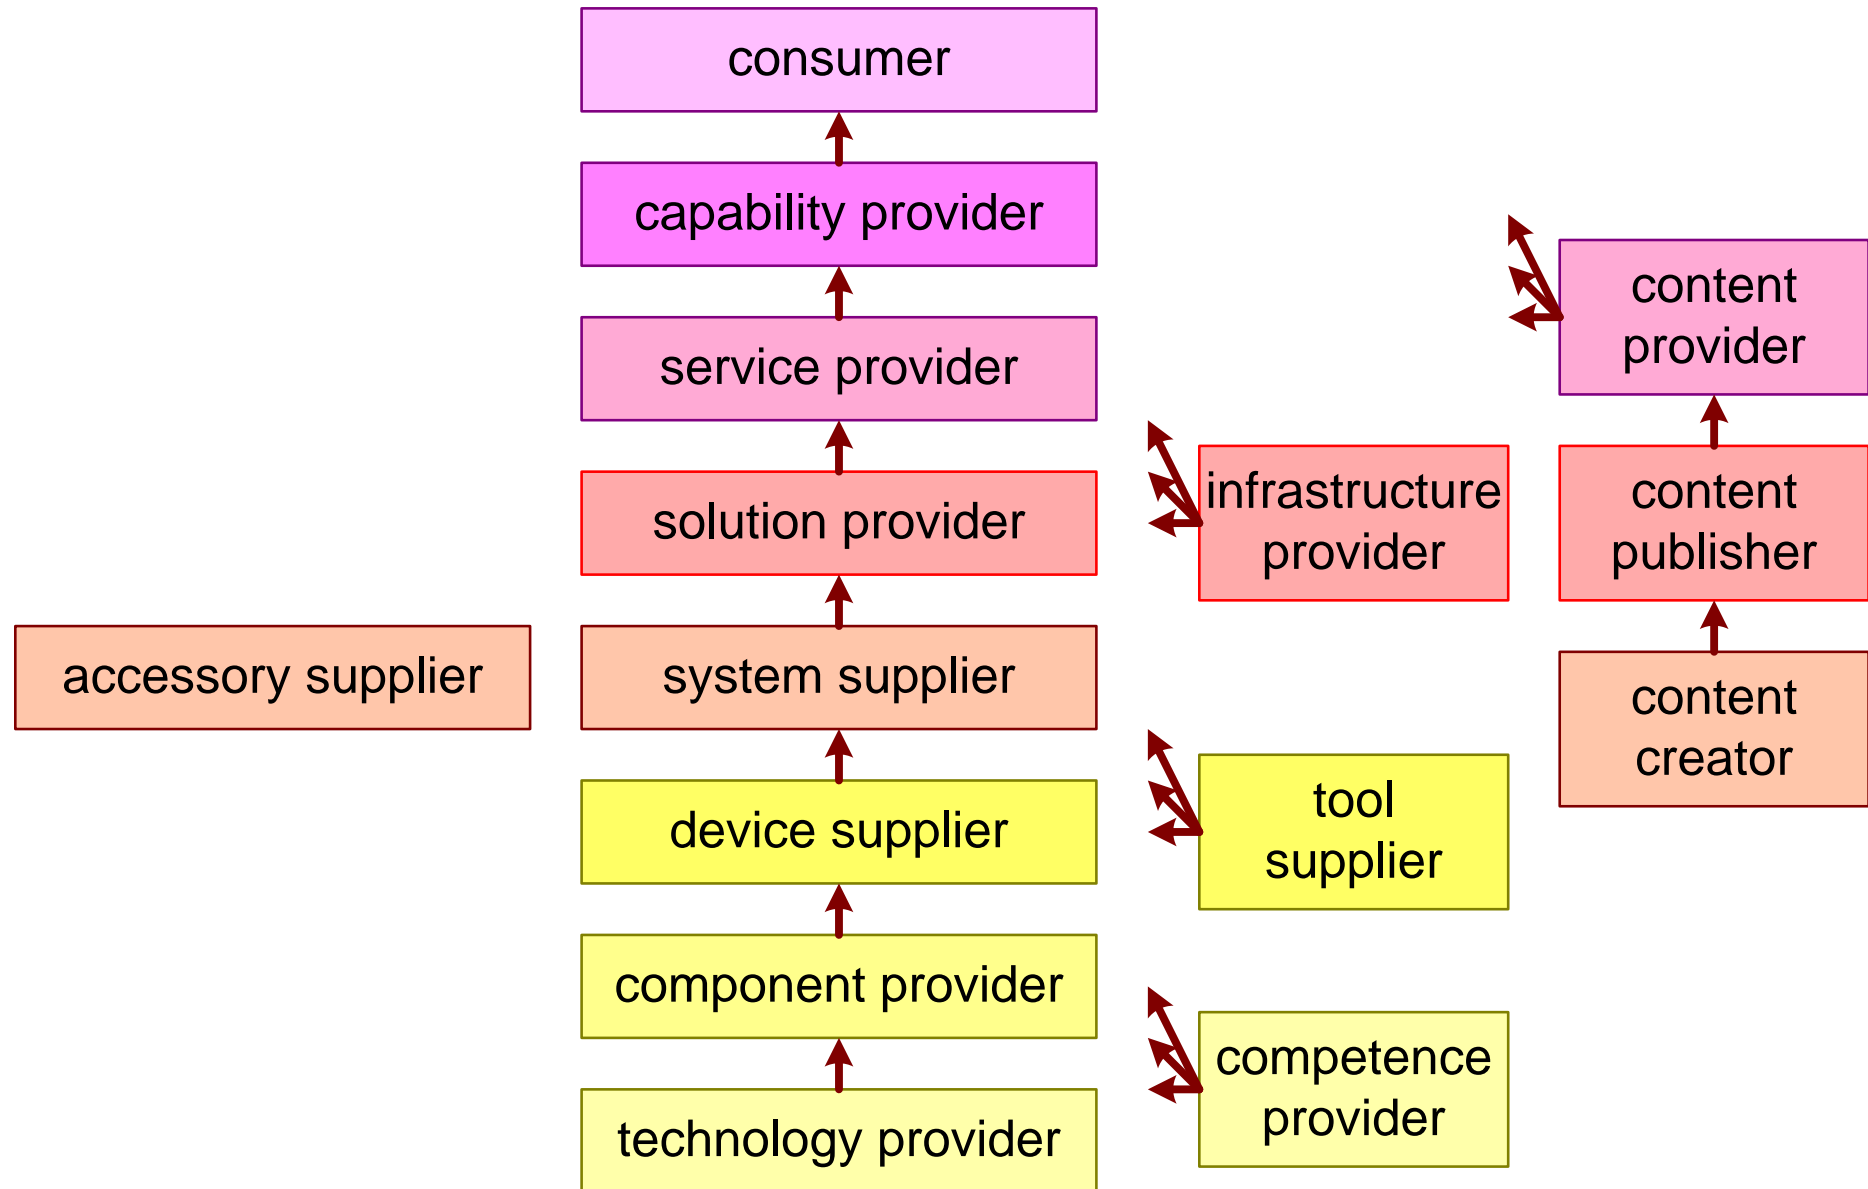 consumer
capability provider
service provider
solution provider
accessory supplier
system supplier
device supplier
component provider
technology provider
infrastructure
provider
tool
supplier
competence
provider
content
provider
content
publisher
content
creator